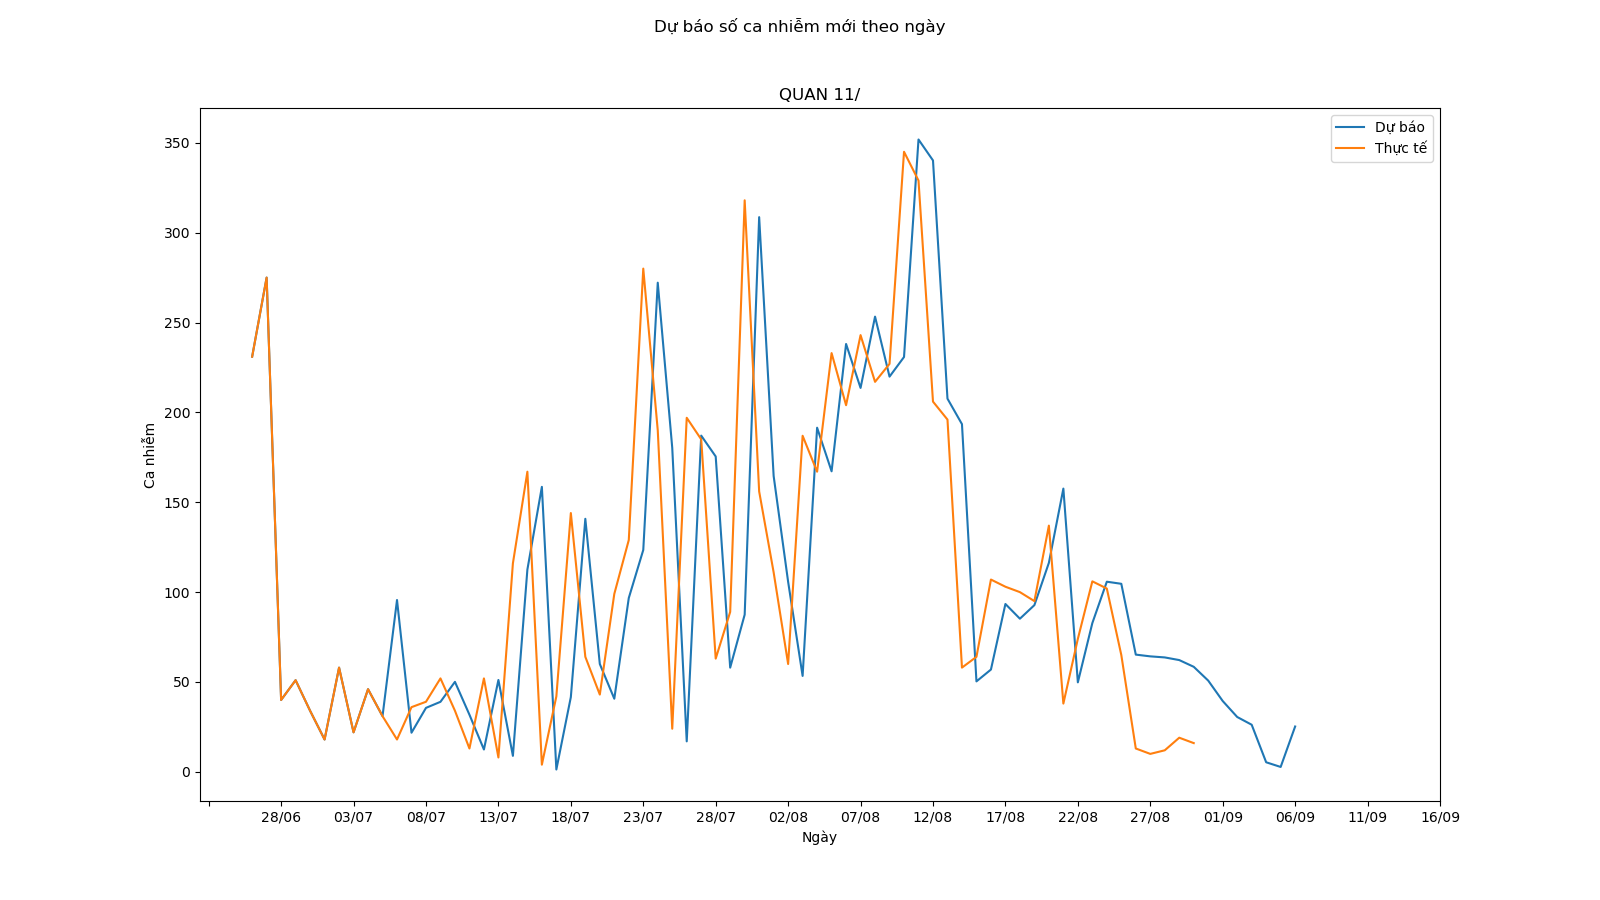 Dự báo số ca nhiễm mới theo ngày
QUAN 11/
Dự báo
Thực tế
350
300
250
200
150
100
50
0
Ca nhiễm
28/06 03/07 08/07 13/07 18/07 23/07 28/07 02/08 07/08 12/08 17/08 22/08 27/08 01/09 06/09 11/09 16/09
Ngày